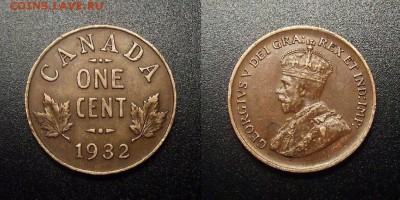 COINS.LAVE.RU
CANADA
ONE
CENT
1932
GEORGIVS V DEI GRA: REX ET IND:IMP: